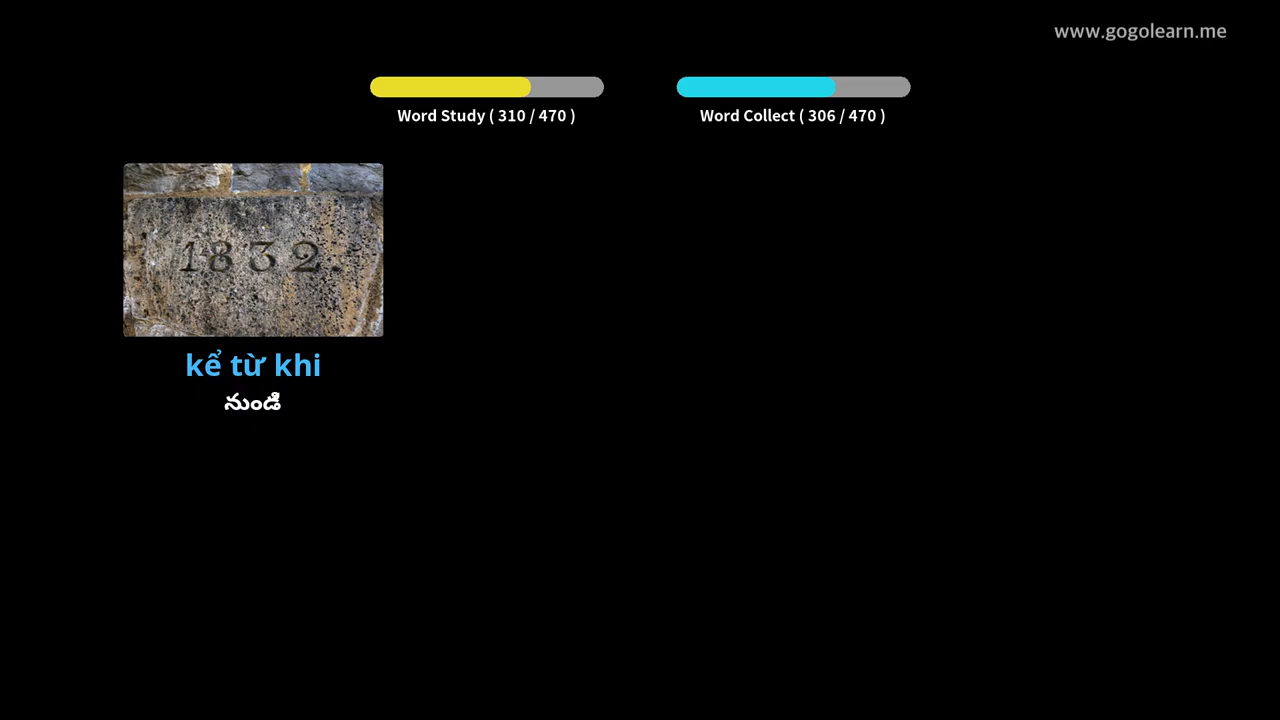 www.gogolearn.me
Word Study ( 310 / 470 )
Word Collect ( 306 / 470 )
1832.
kể từ khi
నుండి